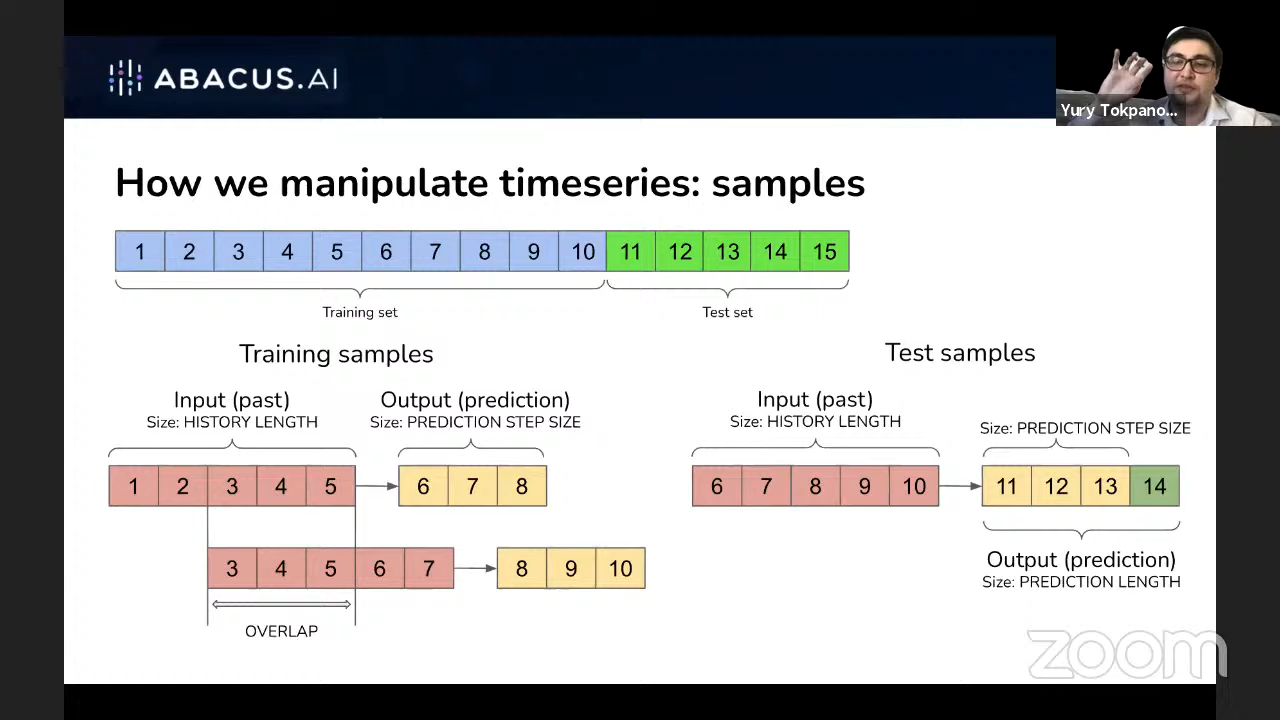 ABACUS.AI
Yury Tokpano...
How we manipulate timeseries: samples
1 2 3 4 5 6 7 8 9 10 11 12 13 14 15
Training set
Test set
Training samples
Test samples
Input (past)
Size: HISTORY LENGTH
Output (prediction)
Size: PREDICTION STEP SIZE
1 2 3 4 5
6 7 8
3 4 5 6 7
8 9 10
OVERLAP
Input (past)
Size: HISTORY LENGTH
Size: PREDICTION STEP SIZE
6 7 8 9 10
11 12 13 14
Output (prediction)
Size: PREDICTION LENGTH
zoom